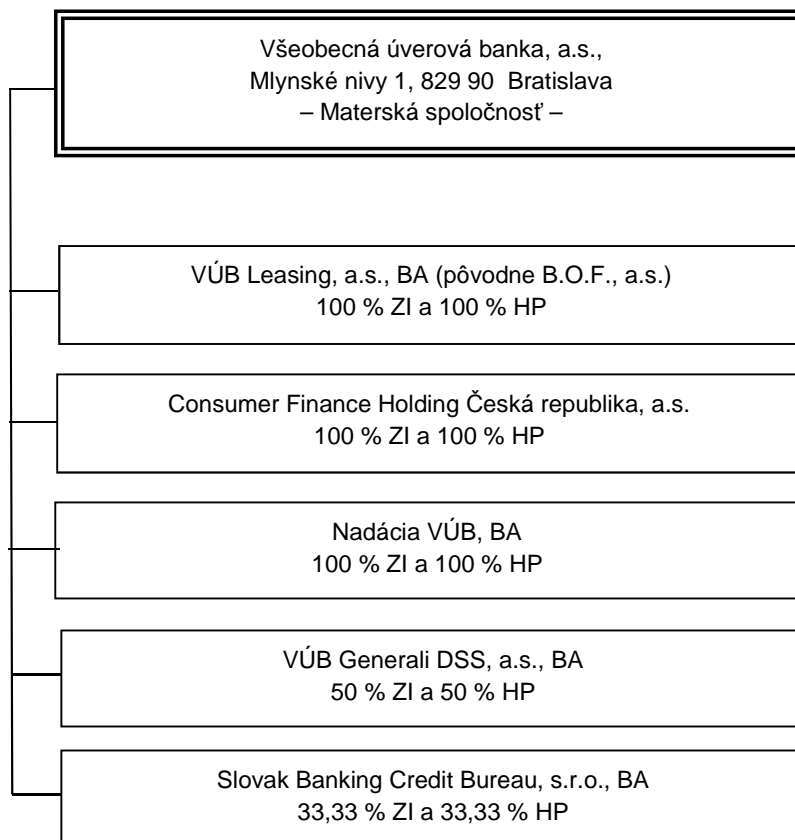 Všeobecná úverová banka, a.s.,
Mlynské nivy 1, 829 90 Bratislava
– Materská spoločnosť –
VÚB Leasing, a.s., BA (pôvodne B.O.F., a.s.)
100 % ZI a 100 % HP
Consumer Finance Holding Česká republika, a.s.
100 % ZI a 100 % HP
Nadácia VÚB, BA
100 % ZI a 100 % HP
VÚB Generali DSS, a.s., BA
50 % ZI a 50 % HP
Slovak Banking Credit Bureau, s.r.o., BA
33,33 % ZI a 33,33 % HP